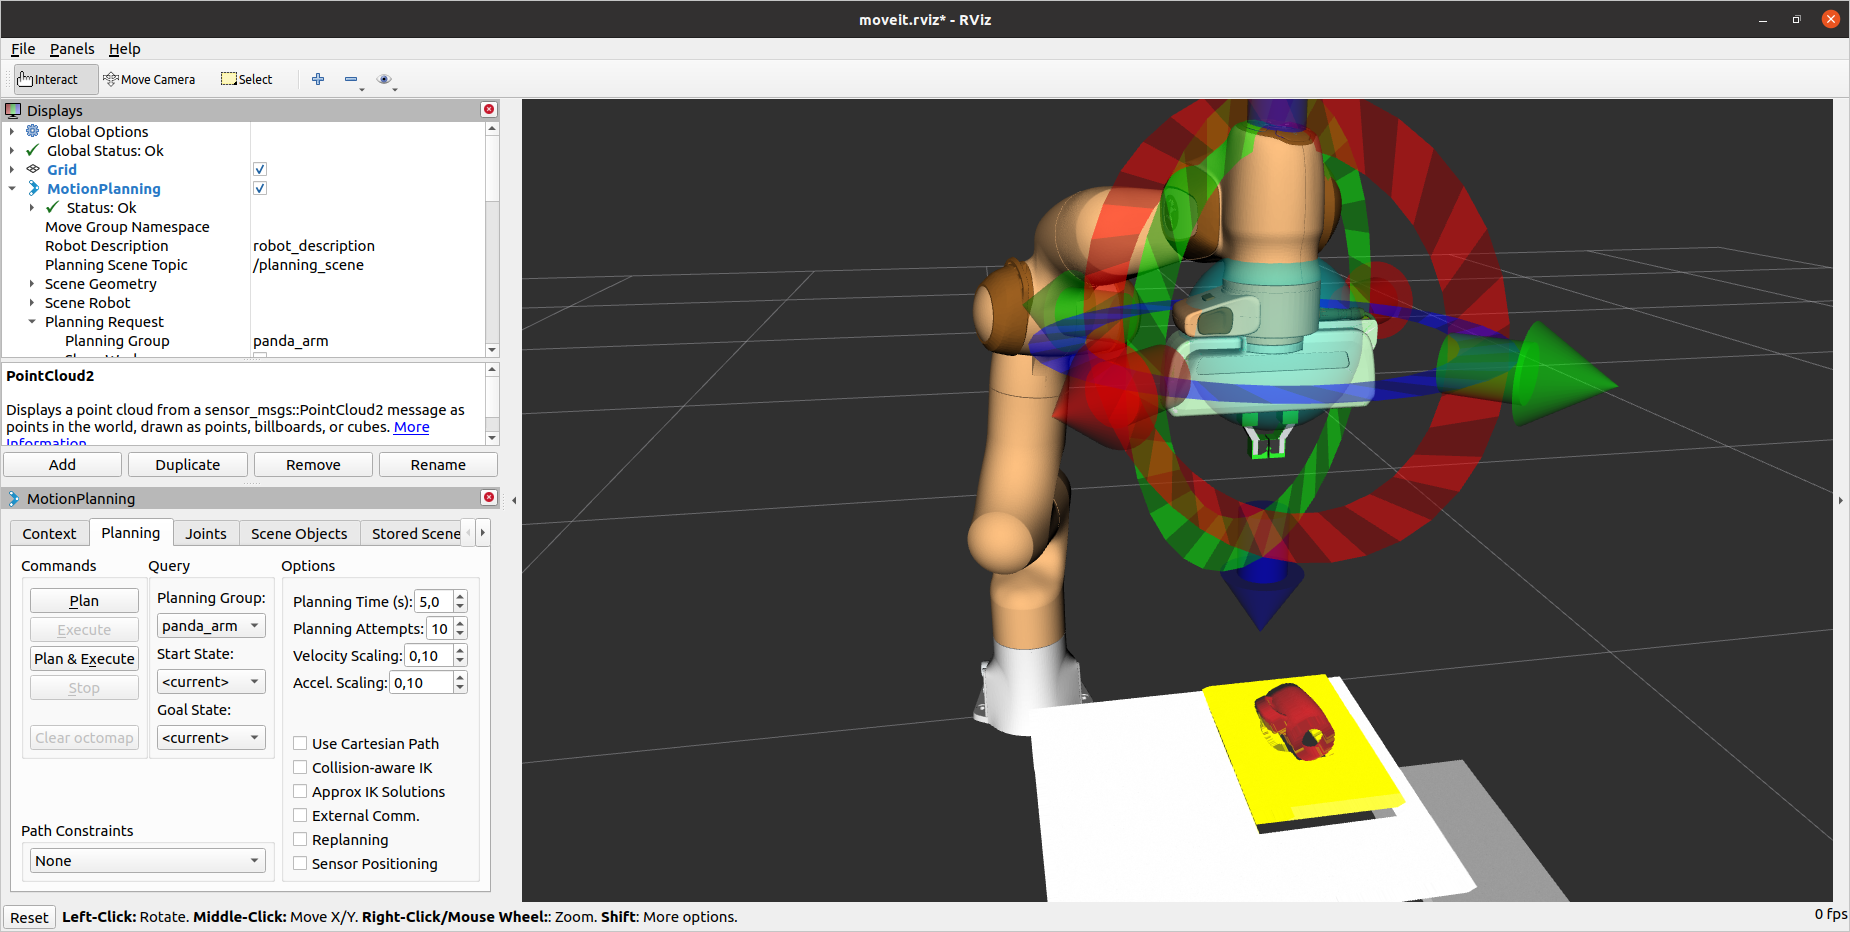 moveit.rviz* - RViz
File Panels Help
Interact Move Camera Select
Displays
Global Options
Global Status: Ok
Grid
MotionPlanning
Status: Ok
Move Group Namespace
Robot Description robot_description
Planning Scene Topic /planning_scene
Scene Geometry
Scene Robot
Planning Request
Planning Group panda_arm
PointCloud2
Displays a point cloud from a sensor_msgs::PointCloud2 message as
points in the world, drawn as points, billboards, or cubes. More
Information
Add Duplicate Remove Rename
MotionPlanning
Context Planning Joints Scene Objects Stored Scene
Commands Query Options
Plan
Execute
Plan & Execute
Stop
Clear octomap
Planning Group:
panda_arm
Start State:
<current>
Goal State:
<current>
Planning Time (s): 5,0
Planning Attempts: 10
Velocity Scaling: 0,10
Accel. Scaling: 0,10
Use Cartesian Path
Collision-aware IK
Approx IK Solutions
External Comm.
Replanning
Sensor Positioning
Path Constraints
None
Reset Left-Click: Rotate. Middle-Click: Move X/Y. Right-Click/Mouse Wheel:: Zoom. Shift: More options. 0 fps